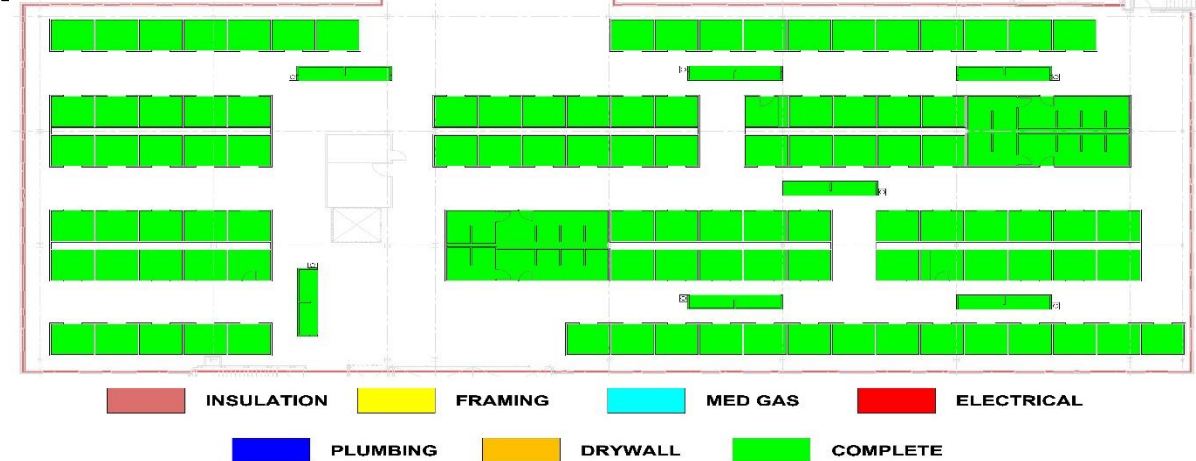 INSULATION FRAMING MED GAS ELECTRICAL
PLUMBING DRYWALL COMPLETE